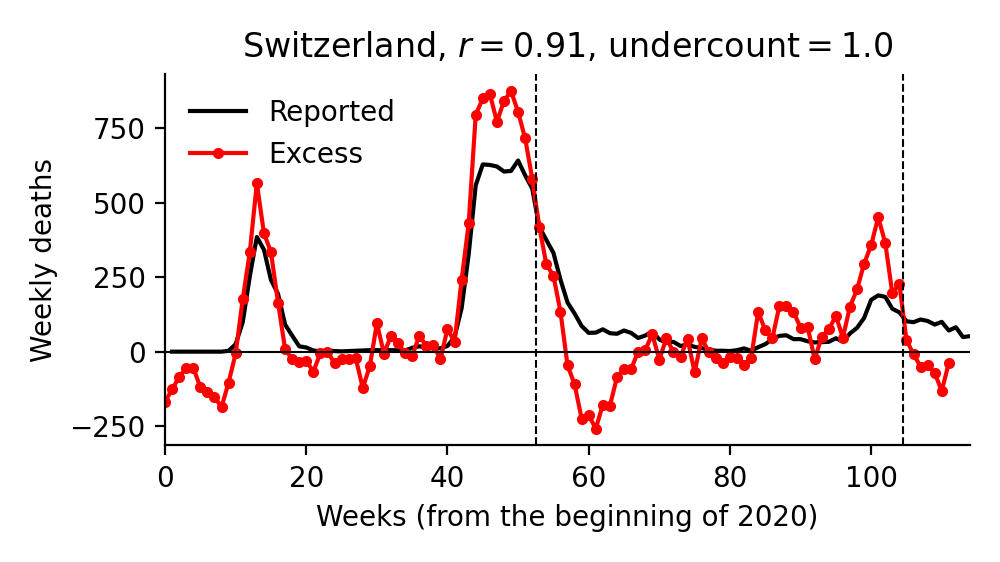 Switzerland, r = 0.91, undercount = 1.0
Reported
Excess
Weekly deaths
750
500
250
0
−250
0 20 40 60 80 100
Weeks (from the beginning of 2020)